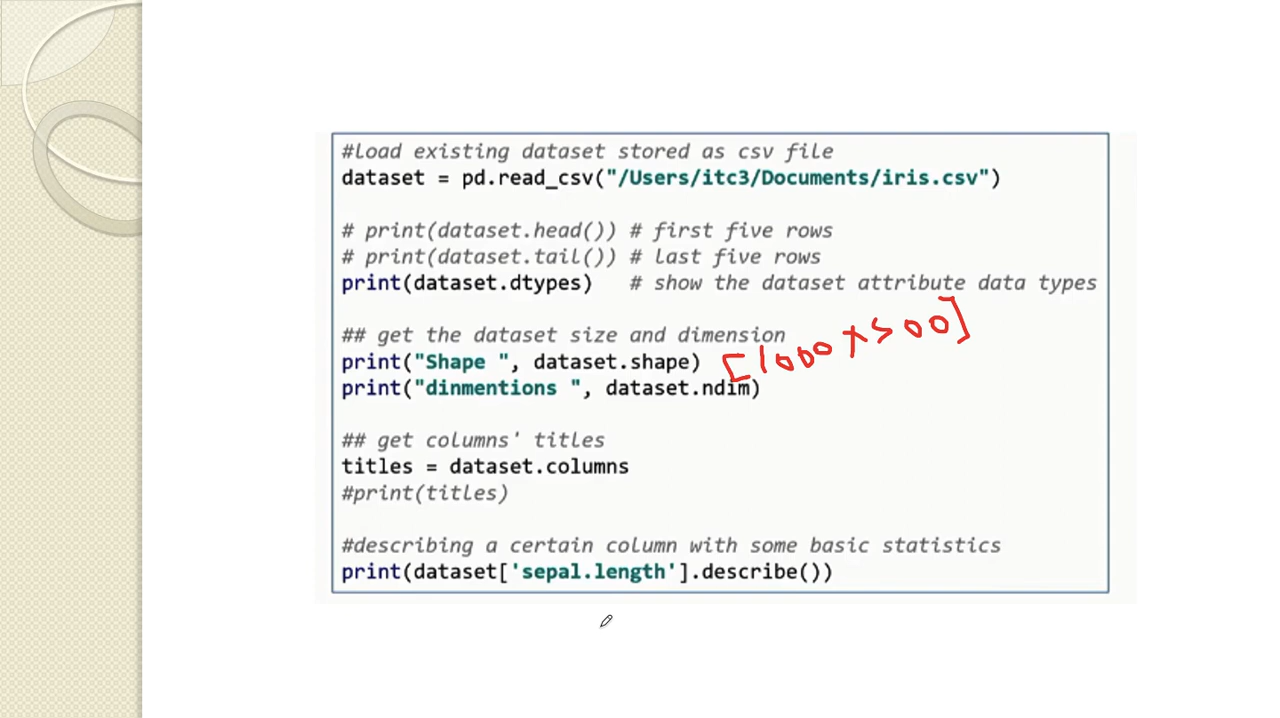 #Load existing dataset stored as csv file
dataset = pd.read_csv("/Users/itc3/Documents/iris.csv")
# print(dataset.head()) # first five rows
# print(dataset.tail()) # last five rows
print(dataset.dtypes)   # show the dataset attribute data types
## get the dataset size and dimension
print("Shape ", dataset.shape) [1000 x 500]
print("dinmentions ", dataset.ndim)
## get columns' titles
titles = dataset.columns
#print(titles)
#describing a certain column with some basic statistics
print(dataset['sepal.length'].describe())